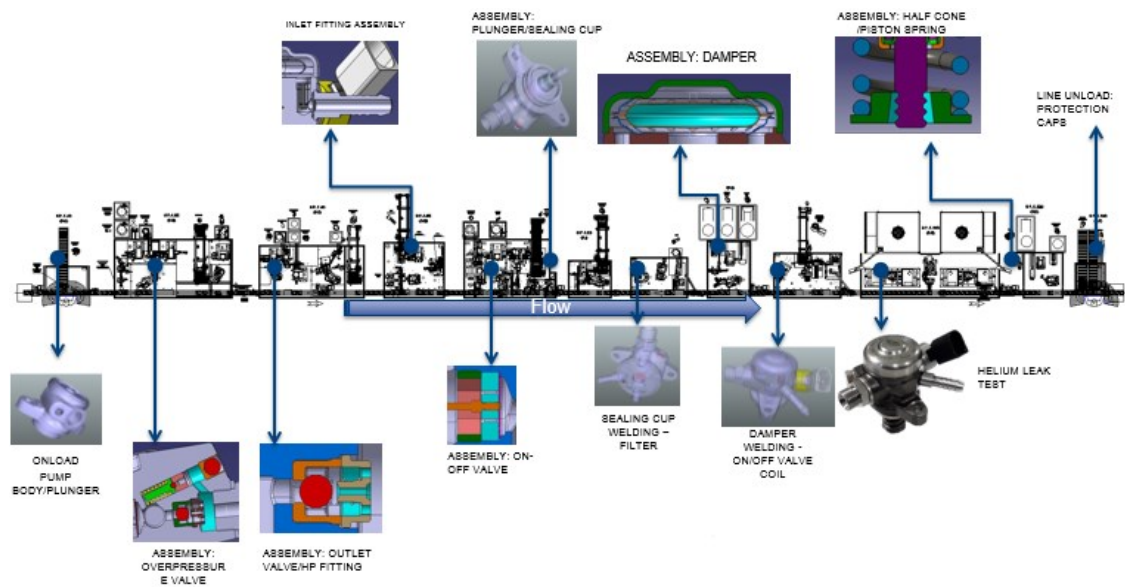 INLET FITTING ASSEMBLY
ASSEMBLY:
PLUNGER/SEALING CUP
ASSEMBLY: DAMPER
ASSEMBLY: HALF CONE
/PISTON SPRING
LINE UNLOAD:
PROTECTION
CAPS
Flow
ONLOAD
PUMP
BODY/PLUNGER
ASSEMBLY:
OVERPRESSUR
E VALVE
ASSEMBLY: OUTLET
VALVE/HP FITTING
ASSEMBLY: ON-
OFF VALVE
SEALING CUP
WELDING –
FILTER
DAMPER
WELDING -
ON/OFF VALVE
COIL
HELIUM LEAK
TEST